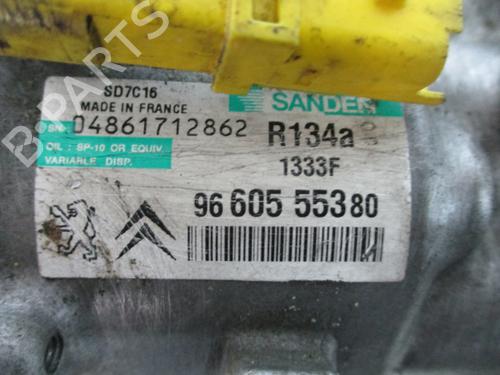 B-PARTS
SD7C16
MADE IN FRANCE
SANDE
S/N: 04861712862
R134a
OIL : SP-10 OR EQUIV.
VARIABLE DISP.
1333F
96 605 553 80